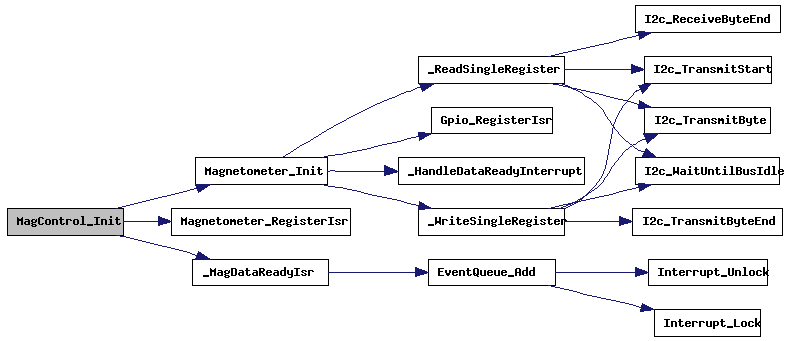 I2c_ReceiveByteEnd
_ReadSingleRegister
I2c_TransmitStart
Gpio_RegisterIsr
I2c_TransmitByte
Magnetometer_Init
_HandleDataReadyInterrupt
I2c_WaitUntilBusIdle
MagControl_Init
Magnetometer_RegisterIsr
_WriteSingleRegister
I2c_TransmitByteEnd
_MagDataReadyIsr
EventQueue_Add
Interrupt_Unlock
Interrupt_Lock